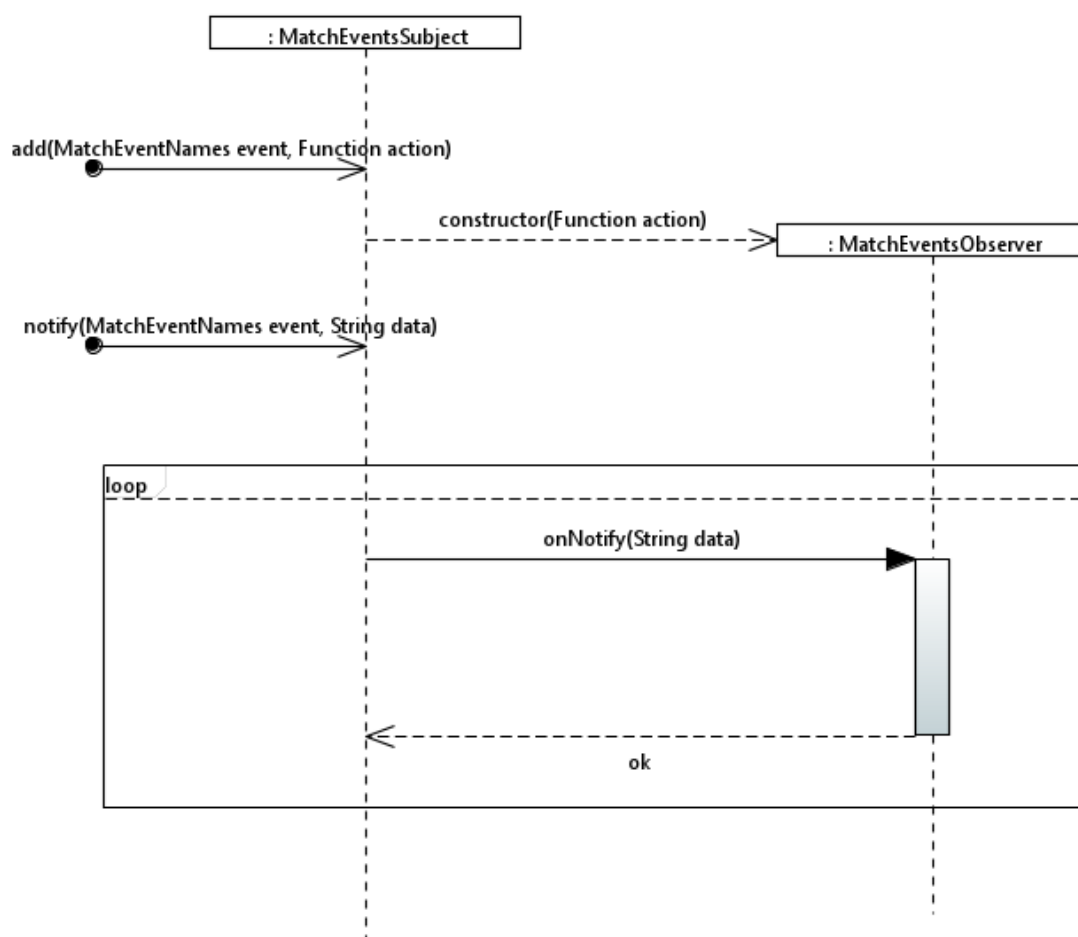 : MatchEventsSubject
add(MatchEventNames event, Function action)
constructor(Function action)
: MatchEventsObserver
notify(MatchEventNames event, String data)
loop
onNotify(String data)
ok